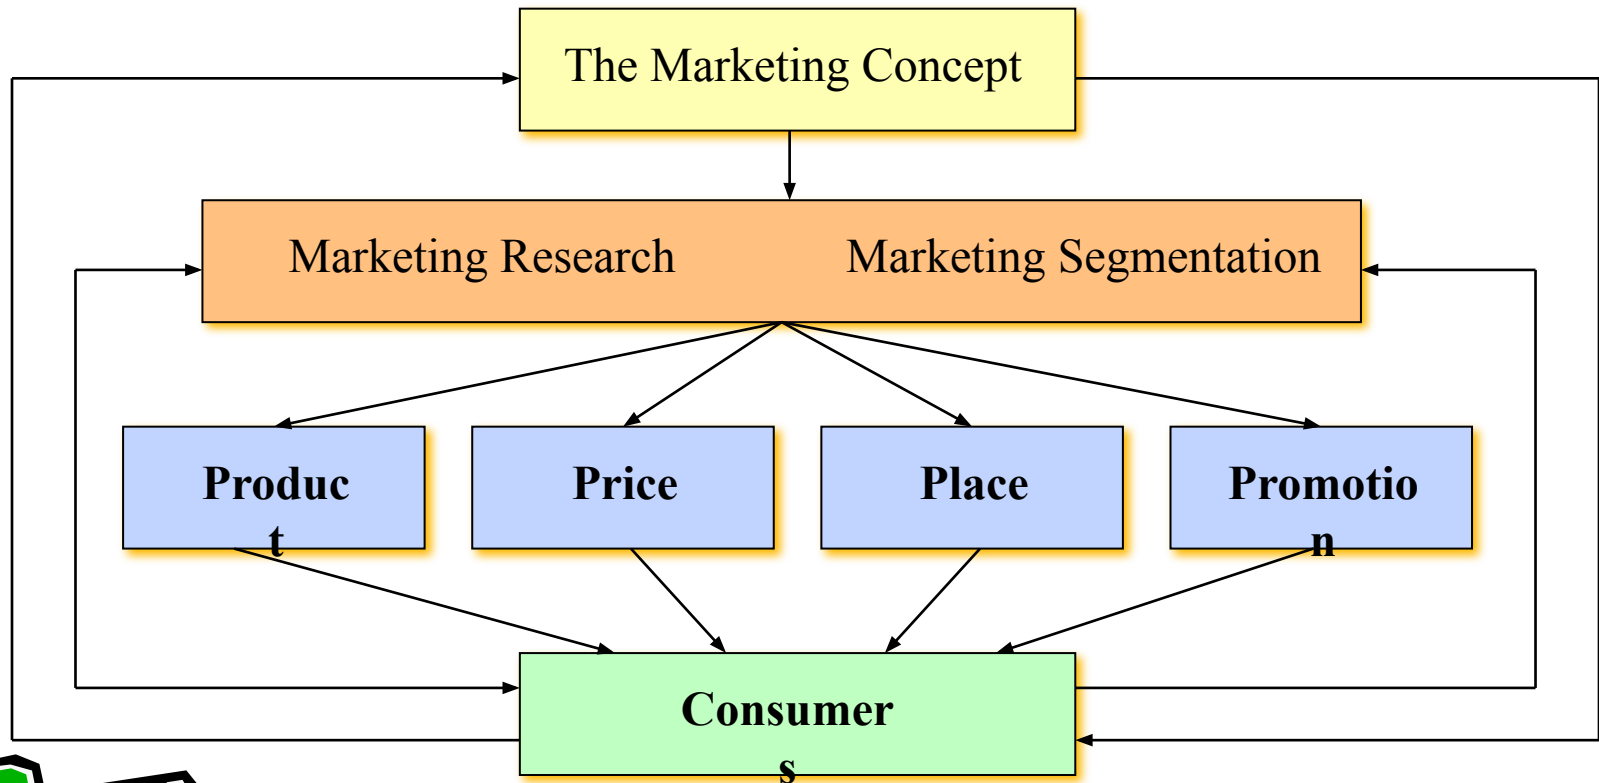 The Marketing Concept
Marketing Research Marketing Segmentation
Produc
t
Price
Place
Promotio
n
Consumer
s